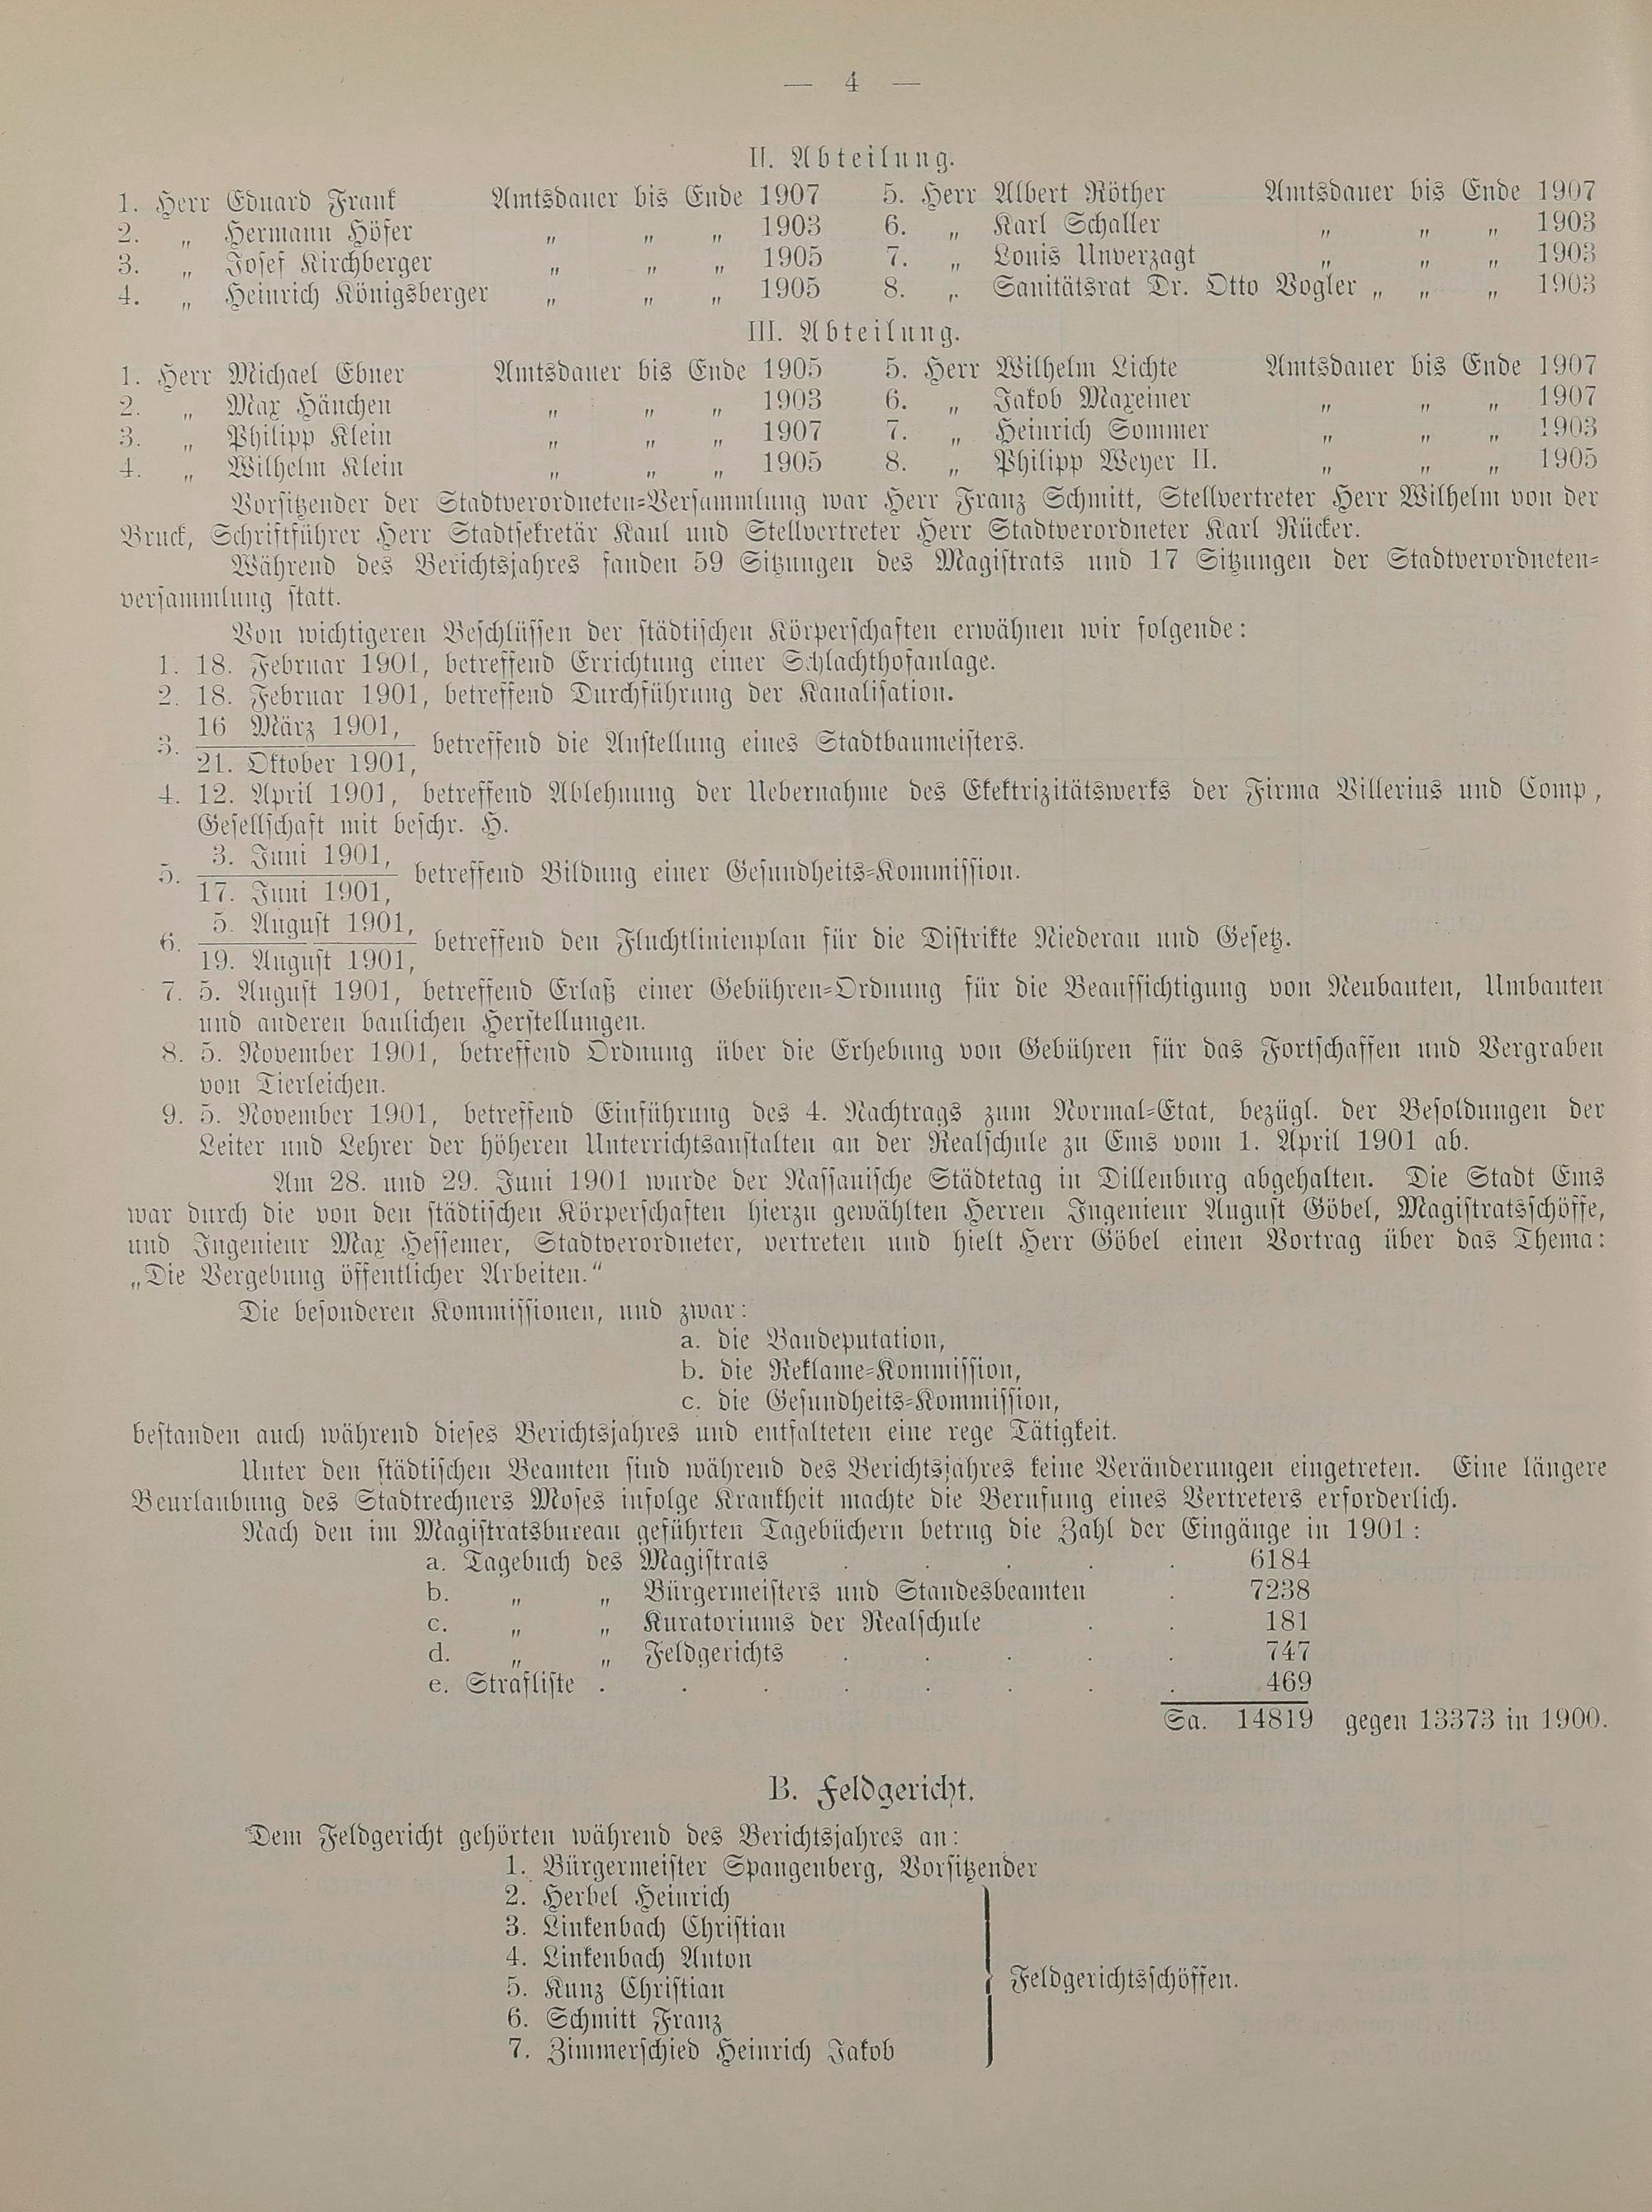 — 4 —
II. Abteilung.
1. Herr Eduard Frank Amtsdauer bis Ende 1907 5. Herr Albert Röther Amtsdauer bis Ende 1907
2. „ Hermann Höfer „ „ „ 1903 6. „ Karl Schaller „ „ „ 1903
3. „ Josef Kirchberger „ „ „ 1905 7. „ Louis Unverzagt „ „ „ 1903
4. „ Heinrich Königsberger „ „ „ 1905 8. „ Sanitätsrat Dr. Otto Vogler „ „ „ 1903
III. Abteilung.
1. Herr Michael Ebner Amtsdauer bis Ende 1905 5. Herr Wilhelm Lichte Amtsdauer bis Ende 1907
2. „ Max Hänchen „ „ „ 1903 6. „ Jakob Maxeiner „ „ „ 1907
3. „ Philipp Klein „ „ „ 1907 7. „ Heinrich Sommer „ „ „ 1903
4. „ Wilhelm Klein „ „ „ 1905 8. „ Philipp Weyer II. „ „ „ 1905
Vorsitzender der Stadtverordneten-Versammlung war Herr Franz Schmitt, Stellvertreter Herr Wilhelm von der
Bruck, Schriftführer Herr Stadtsekretär Kaul und Stellvertreter Herr Stadtverordneter Karl Rücker.
Während des Berichtsjahres fanden 59 Sitzungen des Magistrats und 17 Sitzungen der Stadtverordneten-
versammlung statt.
Von wichtigeren Beschlüssen der städtischen Körperschaften erwähnen wir folgende:
1. 18. Februar 1901, betreffend Errichtung einer Schlachthofanlage.
2. 18. Februar 1901, betreffend Durchführung der Kanalisation.
16 März 1901,
3. betreffend die Anstellung eines Stadtbaumeisters.
21. Oktober 1901,
4. 12. April 1901, betreffend Ablehnung der Uebernahme des Ekektrizitätswerks der Firma Villerius und Comp,
Gesellschaft mit beschr. H.
3. Juni 1901,
5. betreffend Bildung einer Gesundheits-Kommission.
17. Juni 1901,
5. August 1901,
6. betreffend den Fluchtlinienplan für die Distrikte Niederau und Gesetz.
19. August 1901,
7. 5. August 1901, betreffend Erlaß einer Gebühren-Ordnung für die Beaufsichtigung von Neubauten, Umbauten
und anderen baulichen Herstellungen.
8. 5. November 1901, betreffend Ordnung über die Erhebung von Gebühren für das Fortschaffen und Vergraben
von Tierleichen.
9. 5. November 1901, betreffend Einführung des 4. Nachtrags zum Normal-Etat, bezügl. der Besoldungen der
Leiter und Lehrer der höheren Unterrichtsanstalten an der Realschule zu Ems vom 1. April 1901 ab.
Am 28. und 29. Juni 1901 wurde der Nassauische Städtetag in Dillenburg abgehalten. Die Stadt Ems
war durch die von den städtischen Körperschaften hierzu gewählten Herren Ingenieur August Göbel, Magistratsschöffe,
und Ingenieur Max Hessemer, Stadtverordneter, vertreten und hielt Herr Göbel einen Vortrag über das Thema:
„Die Vergebung öffentlicher Arbeiten.“
Die besonderen Kommissionen, und zwar:
a. die Baudeputation,
b. die Reklame-Kommission,
c. die Gesundheits-Kommission,
bestanden auch während dieses Berichtsjahres und entfalteten eine rege Tätigkeit.
Unter den städtischen Beamten sind während des Berichtsjahres keine Veränderungen eingetreten. Eine längere
Beurlaubung des Stadtrechners Moses infolge Krankheit machte die Berufung eines Vertreters erforderlich.
Nach den im Magistratsbureau geführten Tagebüchern betrug die Zahl der Eingänge in 1901:
a. Tagebuch des Magistrats . . . . . 6184
b. „ „ Bürgermeisters und Standesbeamten . 7238
c. „ „ Kuratoriums der Realschule . . 181
d. „ „ Feldgerichts . . . . . 747
e. Strafliste . . . . . . . . 469
Sa. 14819 gegen 13373 in 1900.
B. Feldgericht.
Dem Feldgericht gehörten während des Berichtsjahres an:
1. Bürgermeister Spangenberg, Vorsitzender
2. Herbel Heinrich
3. Linkenbach Christian
4. Linkenbach Anton
5. Kunz Christian
Feldgerichtsschöffen.
6. Schmitt Franz
7. Zimmerschied Heinrich Jakob